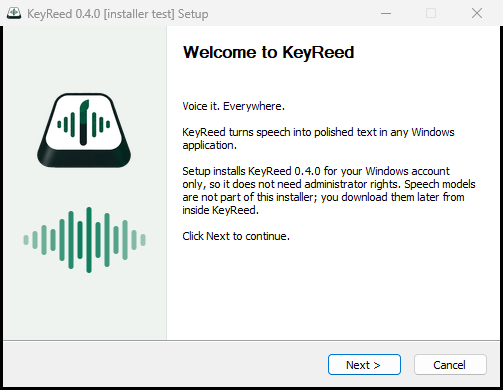 KeyReed 0.4.0 [installer test] Setup
Welcome to KeyReed
Voice it. Everywhere.
KeyReed turns speech into polished text in any Windows
application.
Setup installs KeyReed 0.4.0 for your Windows account
only, so it does not need administrator rights. Speech models
are not part of this installer; you download them later from
inside KeyReed.
Click Next to continue.
Next >
Cancel